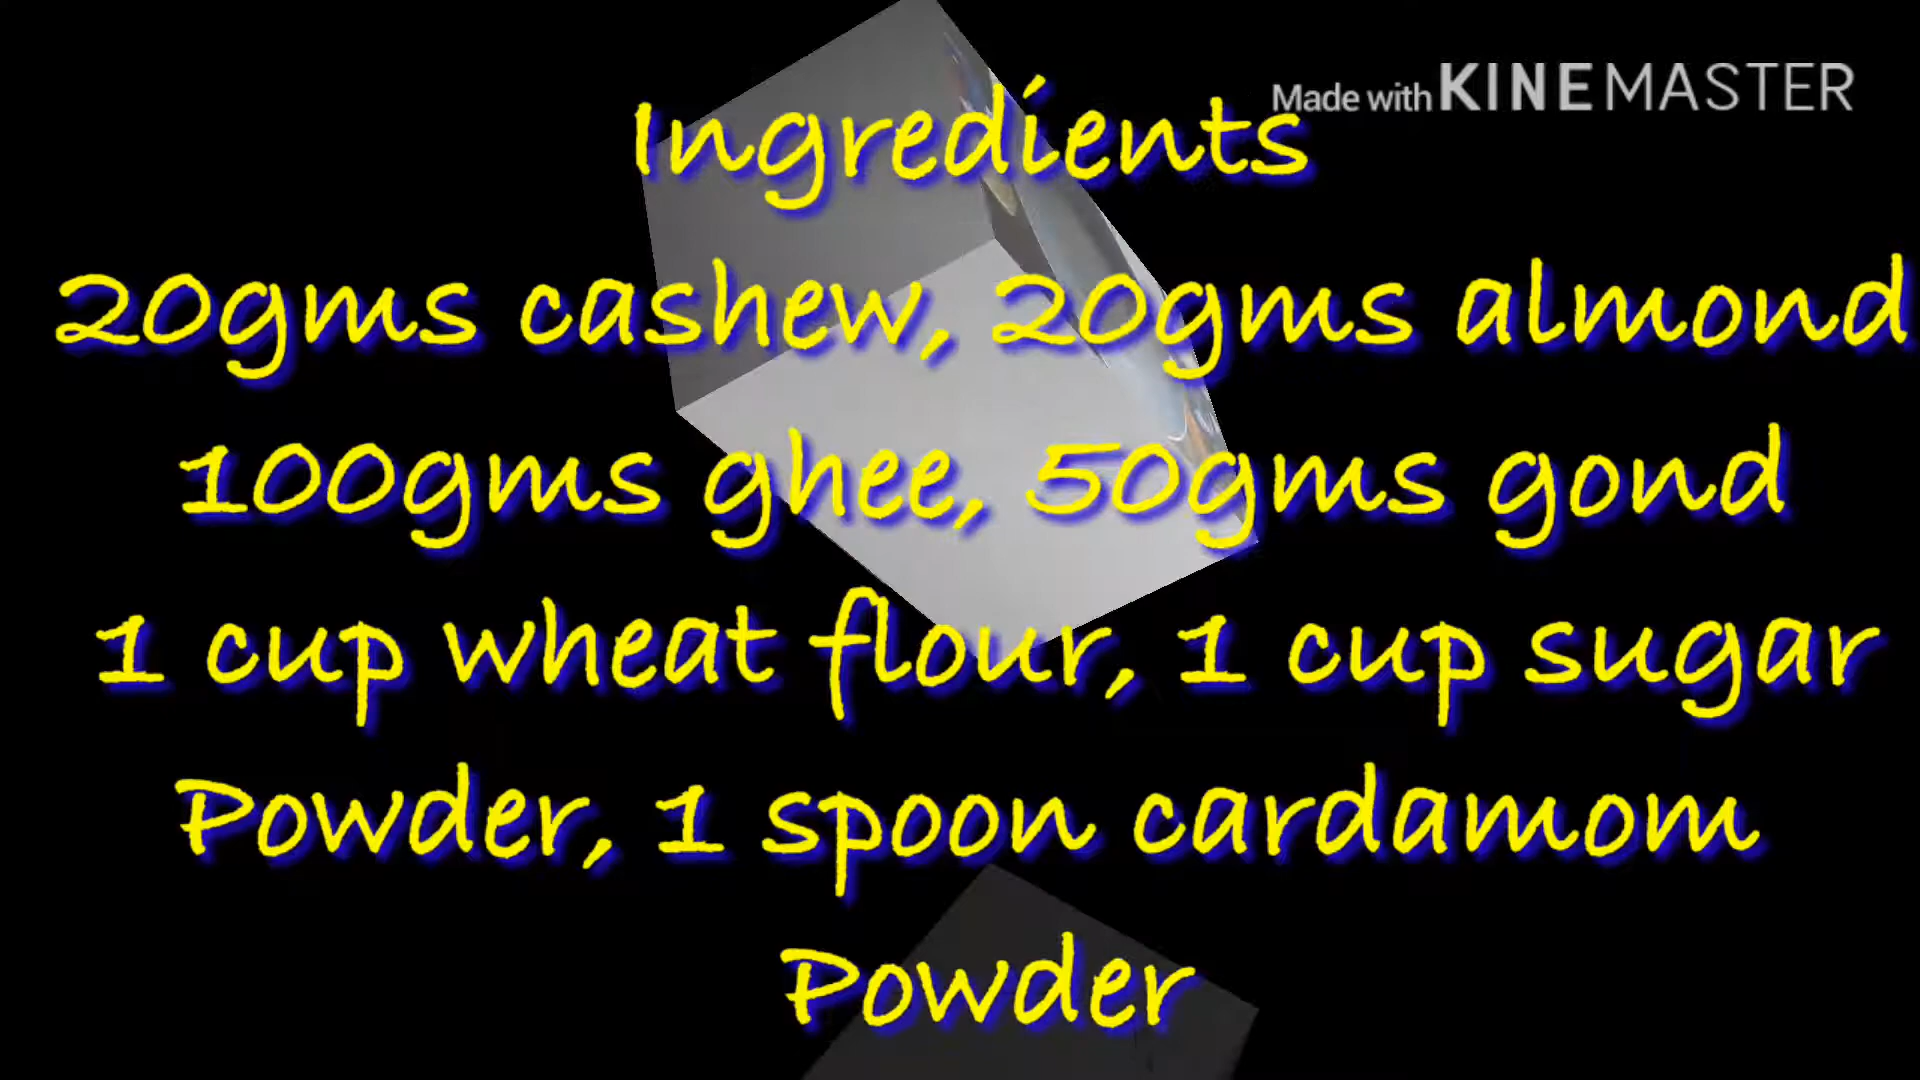 Made with KINEMASTER
Ingredients
20gms cashew, 20gms almond
100gms ghee, 50gms gond
1 cup wheat flour, 1 cup sugar
Powder, 1 spoon cardamom
Powder